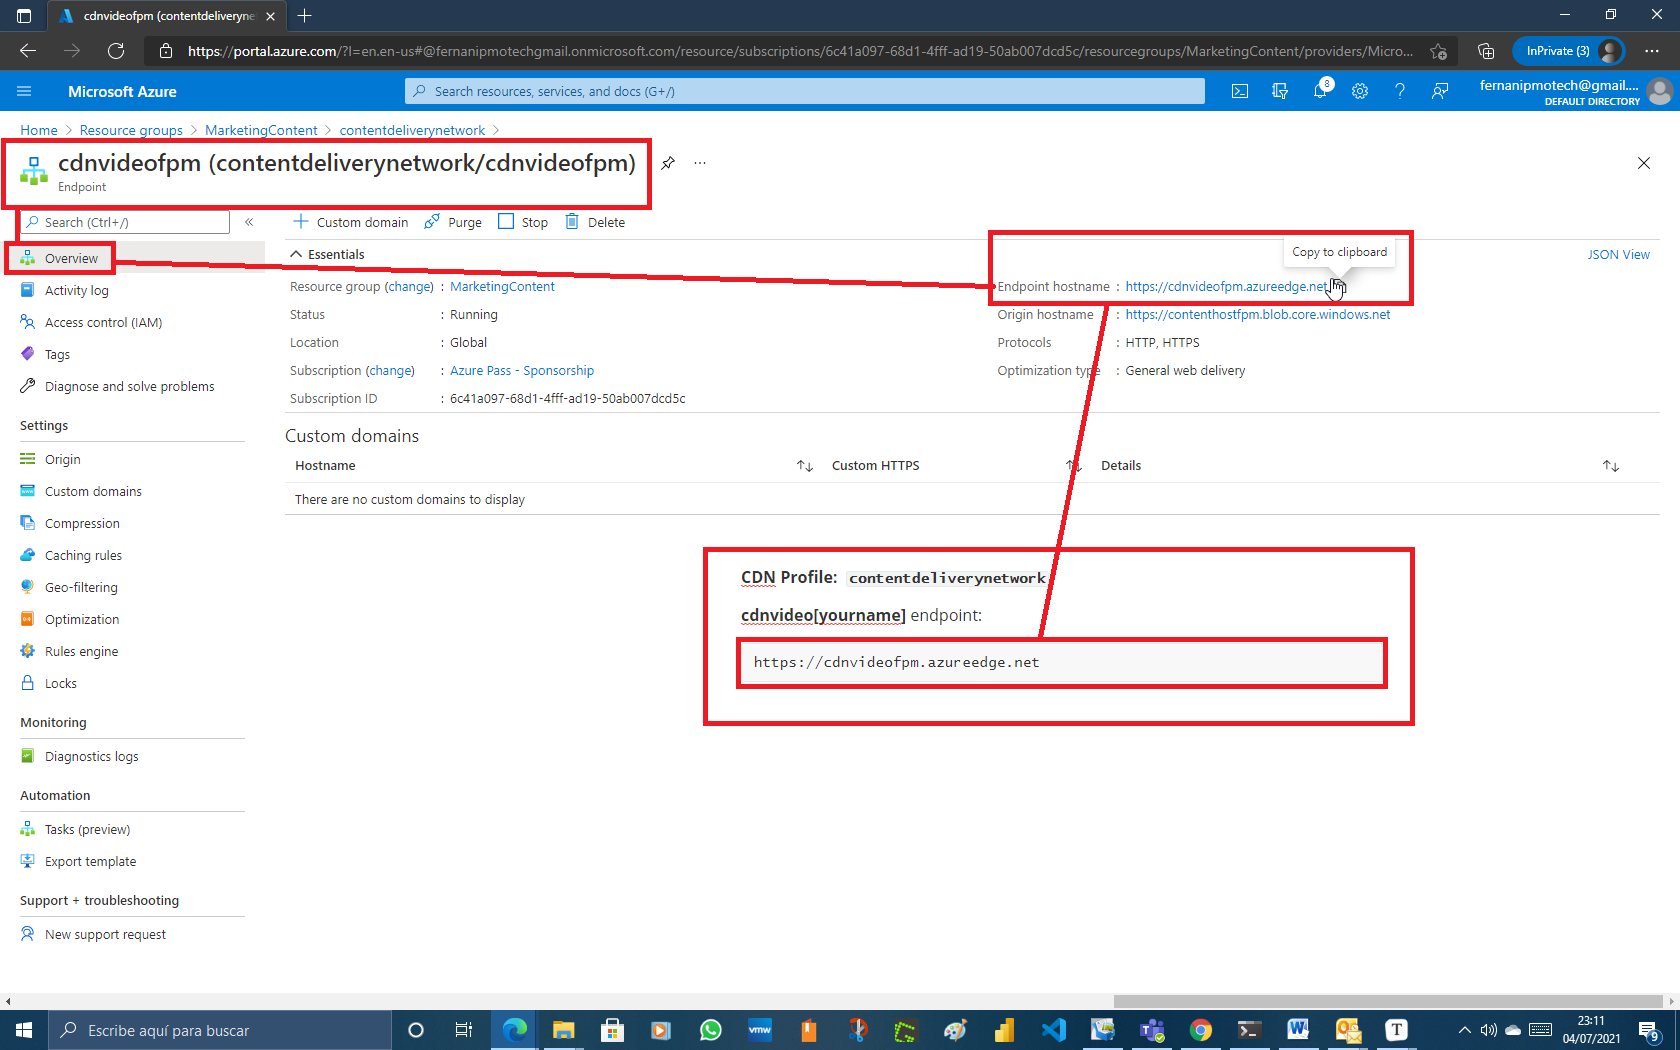 cdnvideofpm (contentdeliveryne
https://portal.azure.com/?l=en.en-us#@fernanipmotechgmail.onmicrosoft.com/resource/subscriptions/6c41a097-68d1-4fff-ad19-50ab007dcd5c/resourcegroups/MarketingContent/providers/Micro...
InPrivate (3)
Microsoft Azure
Search resources, services, and docs (G+/)
8
fernanipmotech@gmail....
DEFAULT DIRECTORY
Home > Resource groups > MarketingContent > contentdeliverynetwork >
cdnvideofpm (contentdeliverynetwork/cdnvideofpm)
Endpoint
Search (Ctrl+/)
Custom domain
Purge
Stop
Delete
Overview
Activity log
Access control (IAM)
Tags
Diagnose and solve problems
Settings
Origin
Custom domains
Compression
Caching rules
Geo-filtering
Optimization
Rules engine
Locks
Monitoring
Diagnostics logs
Automation
Tasks (preview)
Export template
Support + troubleshooting
New support request
Essentials
Copy to clipboard
JSON View
Resource group (change) : MarketingContent
Status : Running
Location : Global
Subscription (change) : Azure Pass - Sponsorship
Subscription ID : 6c41a097-68d1-4fff-ad19-50ab007dcd5c
Endpoint hostname : https://cdnvideofpm.azureedge.net
Origin hostname : https://contenthostfpm.blob.core.windows.net
Protocols : HTTP, HTTPS
Optimization type : General web delivery
Custom domains
Hostname
Custom HTTPS
Details
There are no custom domains to display
CDN Profile: contentdeliverynetwork
cdnvideo[yourname] endpoint:
https://cdnvideofpm.azureedge.net
Escribe aquí para buscar
vmw
T
23:11
04/07/2021
9